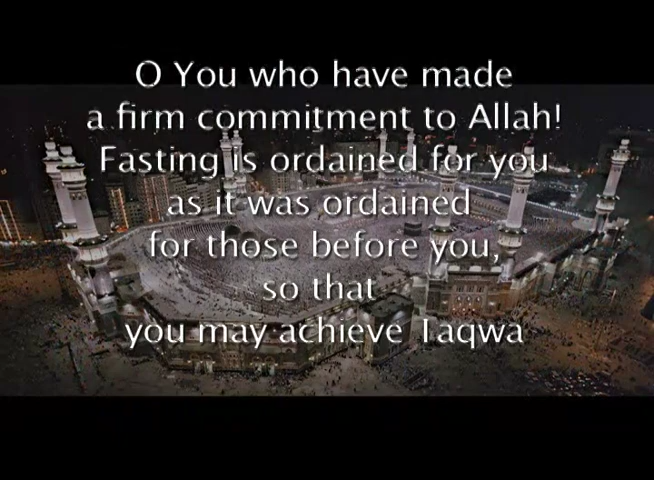 O You who have made
a firm commitment to Allah!
Fasting is ordained for you
as it was ordained
for those before you,
so that
you may achieve Taqwa